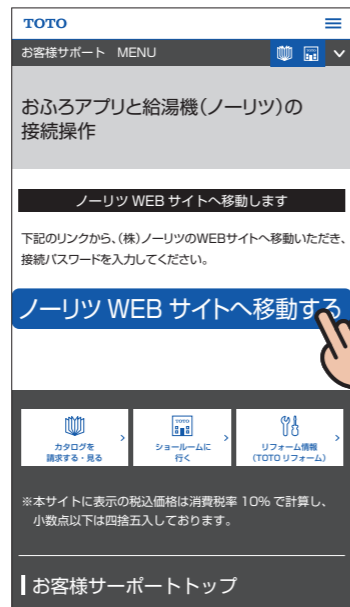 TOTO
お客様サポート　MENU
おふろアプリと給湯機（ノーリツ）の
接続操作
ノーリツ WEB サイトへ移動します
下記のリンクから、（株）ノーリツのWEBサイトへ移動いただき、
接続パスワードを入力してください。
ノーリツ WEB サイトへ移動する
カタログを
請求する・見る
TOTO
ショールームに
行く
リフォーム情報
（TOTO リフォーム）
※本サイトに表示の税込価格は消費税率 10% で計算し、
小数点以下は四捨五入しております。
お客様サーポートトップ